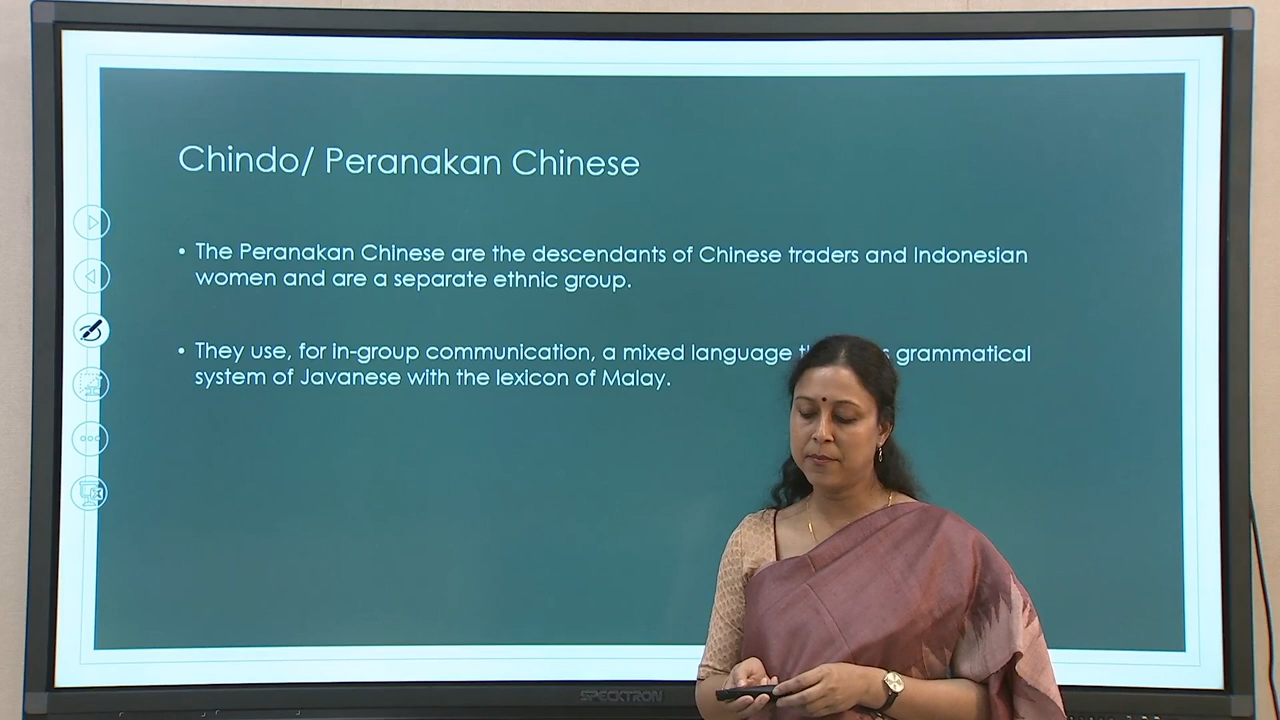 Chindo/ Peranakan Chinese
• The Peranakan Chinese are the descendants of Chinese traders and Indonesian
women and are a separate ethnic group.
• They use, for in-group communication, a mixed language grammatical
system of Javanese with the lexicon of Malay.
SPECKTRON